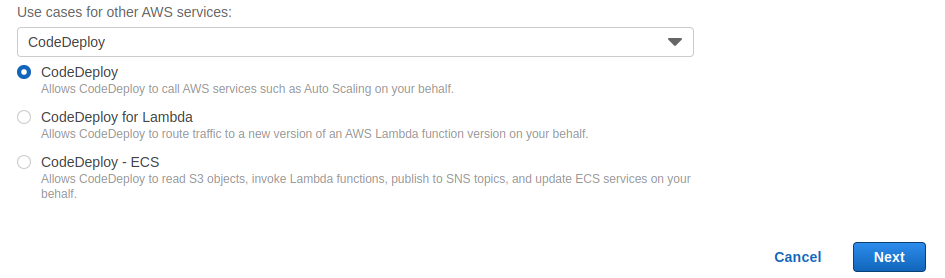 Use cases for other AWS services:
CodeDeploy
CodeDeploy
Allows CodeDeploy to call AWS services such as Auto Scaling on your behalf.
CodeDeploy for Lambda
Allows CodeDeploy to route traffic to a new version of an AWS Lambda function version on your behalf.
CodeDeploy - ECS
Allows CodeDeploy to read S3 objects, invoke Lambda functions, publish to SNS topics, and update ECS services on your
behalf.
Cancel Next